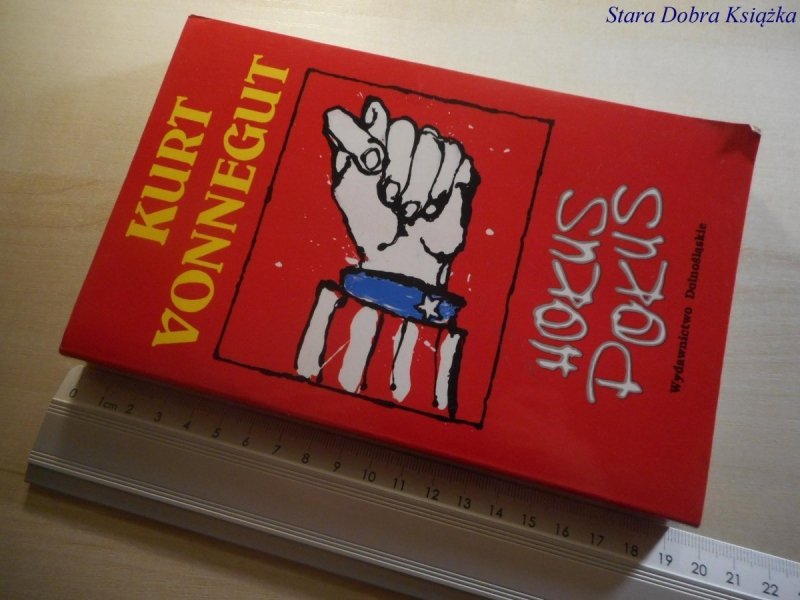 Stara Dobra Książka
KURT
VONNEGUT
HOKUS
POKUS
Wydawnictwo Dolnośląskie
0 1cm 2 3 4 5 6 7 8 9 10 11 12 13 14 15 16 17 18 19 20 21 22